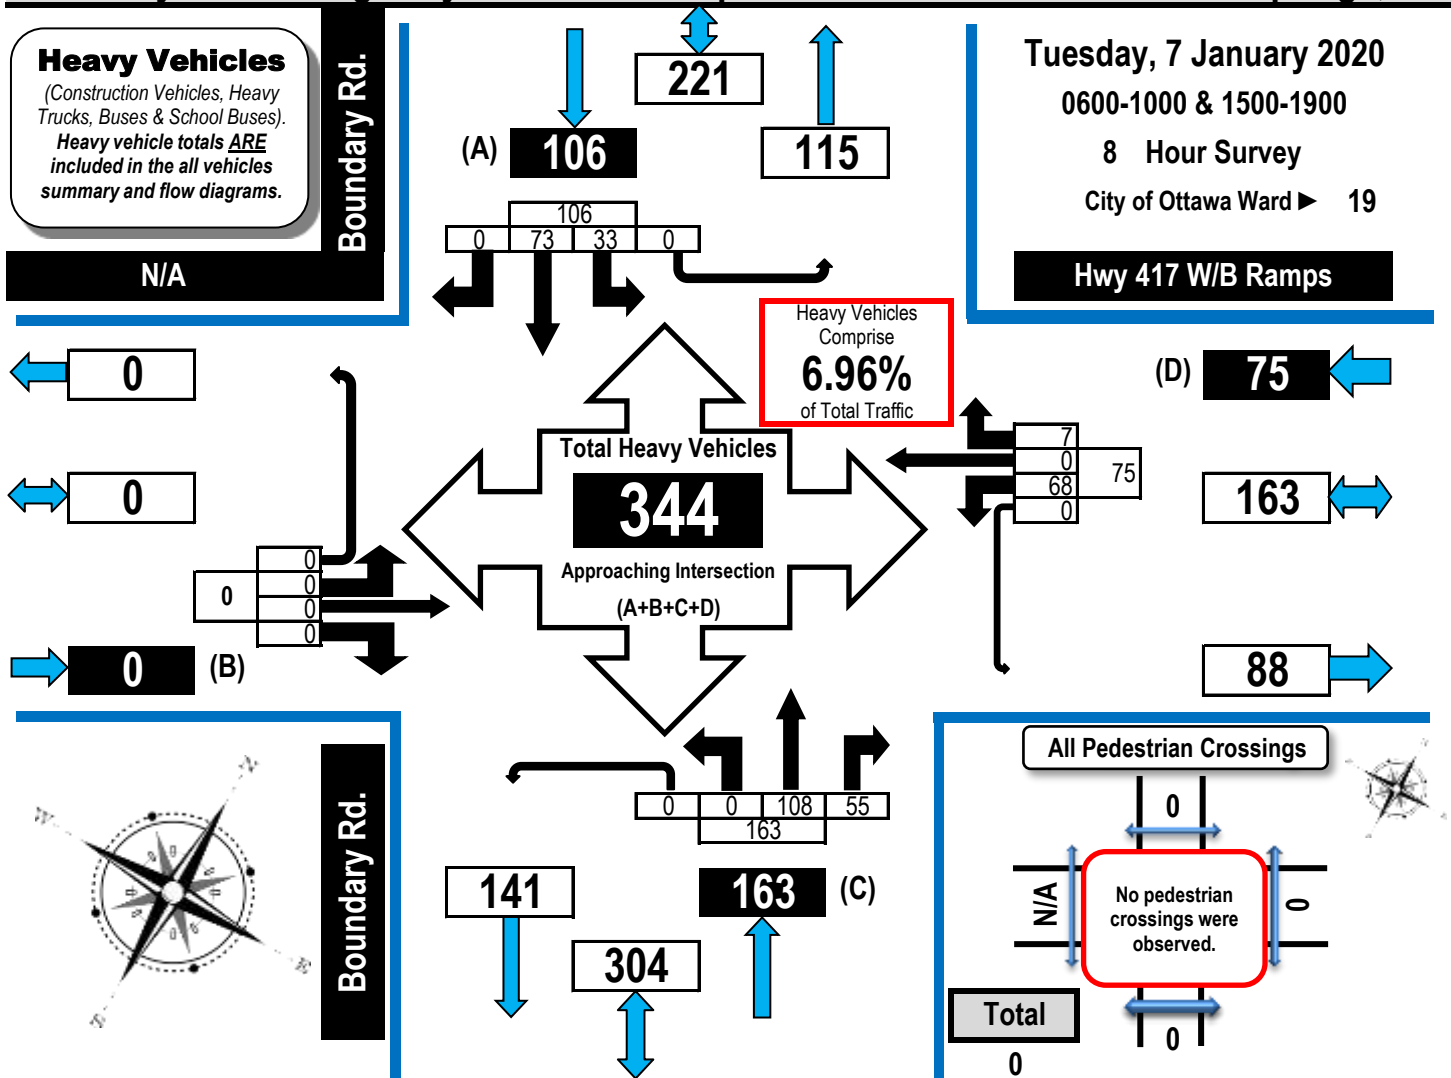 Heavy Vehicles
(Construction Vehicles, Heavy
Trucks, Buses & School Buses).
Heavy vehicle totals ARE
included in the all vehicles
summary and flow diagrams.
Boundary Rd.
N/A
(A)
106
221
115
106
0 73 33 0
Tuesday, 7 January 2020
0600-1000 & 1500-1900
8 Hour Survey
City of Ottawa Ward ► 19
Hwy 417 W/B Ramps
Heavy Vehicles
Comprise
6.96%
of Total Traffic
0
0
0
0
0
0
0
0
(B)
Total Heavy Vehicles
344
Approaching Intersection
(A+B+C+D)
(D)
75
7
0
68
0
75
163
88
0 0 108 55
163
141
304
163
(C)
Boundary Rd.
N
W
E
S
All Pedestrian Crossings
0
N/A
No pedestrian
crossings were
observed.
0
0
Total
0